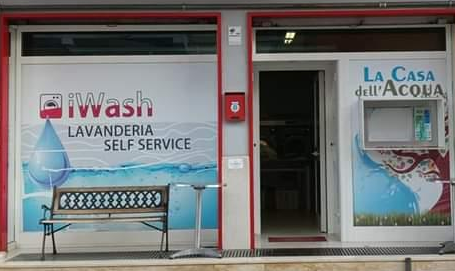 iWash
LAVANDERIA
SELF SERVICE
LA CASA
DELL'ACQUA